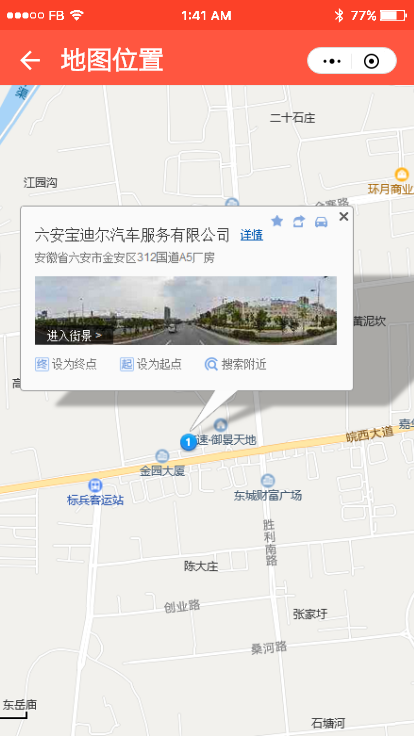 FB 1:41 AM 77%
地图位置
渠
二十石庄
江园沟
环月商业
六安宝迪尔汽车服务有限公司 详情
安徽省六安市金安区312国道A5厂房
进入街景 >
黄泥坎
终 设为终点 起 设为起点 搜索附近
高
嘉华
1
速·御景天地
皖西大道
金园大厦
标兵客运站
东城财富广场
胜利南路
陈大庄
创业路
张家圩
桑河路
东岳庙
石塘河